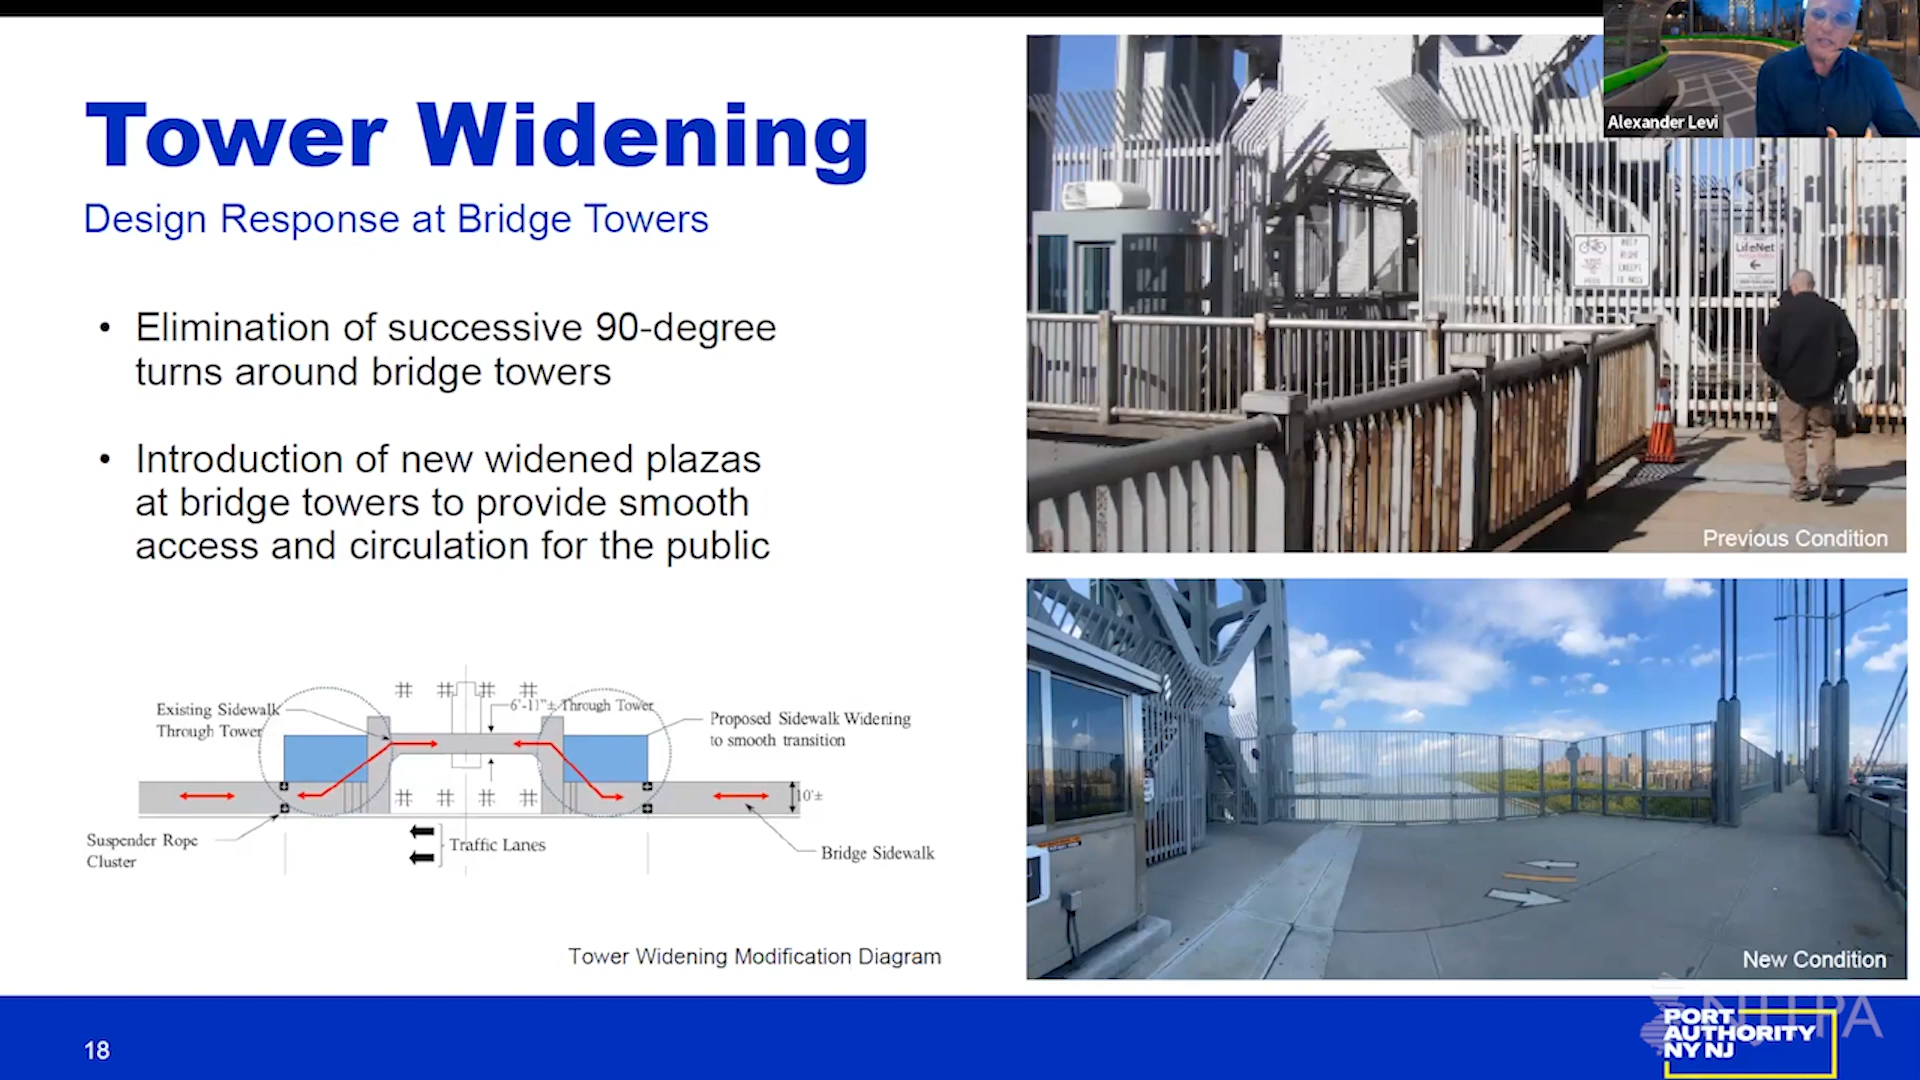 Alexander Levi
Tower Widening
Design Response at Bridge Towers
• Elimination of successive 90-degree
turns around bridge towers
• Introduction of new widened plazas
at bridge towers to provide smooth
access and circulation for the public
LifeNet
Previous Condition
Existing Sidewalk
Through Tower
6'-11"± Through Tower
Proposed Sidewalk Widening
to smooth transition
10'±
Suspender Rope
Cluster
Traffic Lanes
Bridge Sidewalk
Tower Widening Modification Diagram
New Condition
18
NJTPA
PORT
AUTHORITY
NY NJ